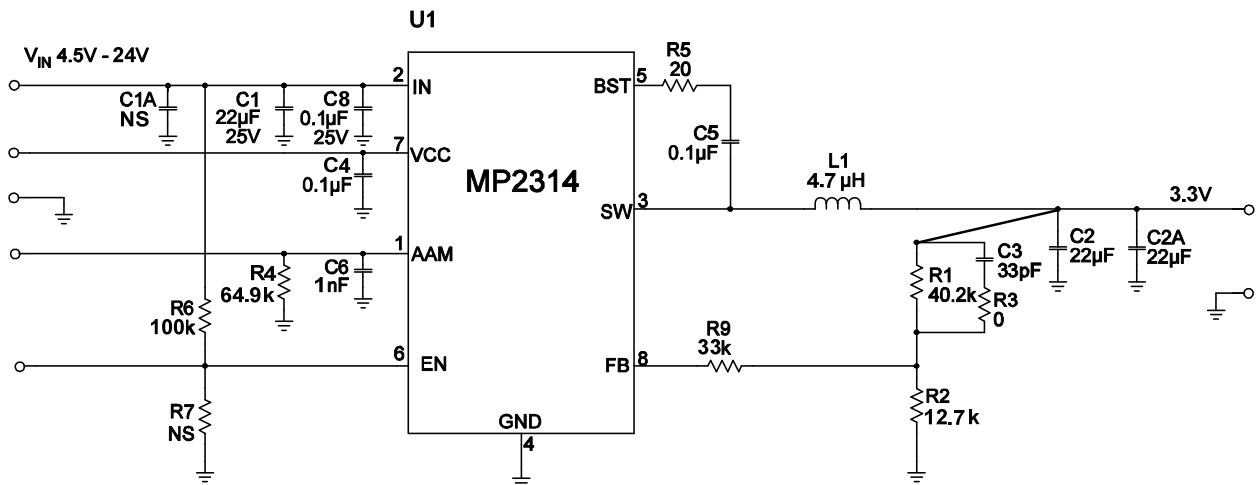 U1
V_IN 4.5V - 24V
C1A
NS
C1
22µF
25V
C8
0.1µF
25V
2
IN
7
VCC
C4
0.1µF
1
AAM
R4
64.9k
C6
1nF
R6
100k
6
EN
R7
NS
MP2314
GND
4
BST
5
R5
20
C5
0.1µF
SW
3
L1
4.7 µH
3.3V
C2
22µF
C2A
22µF
C3
33pF
R1
40.2k
R3
0
R9
33k
FB
8
R2
12.7k